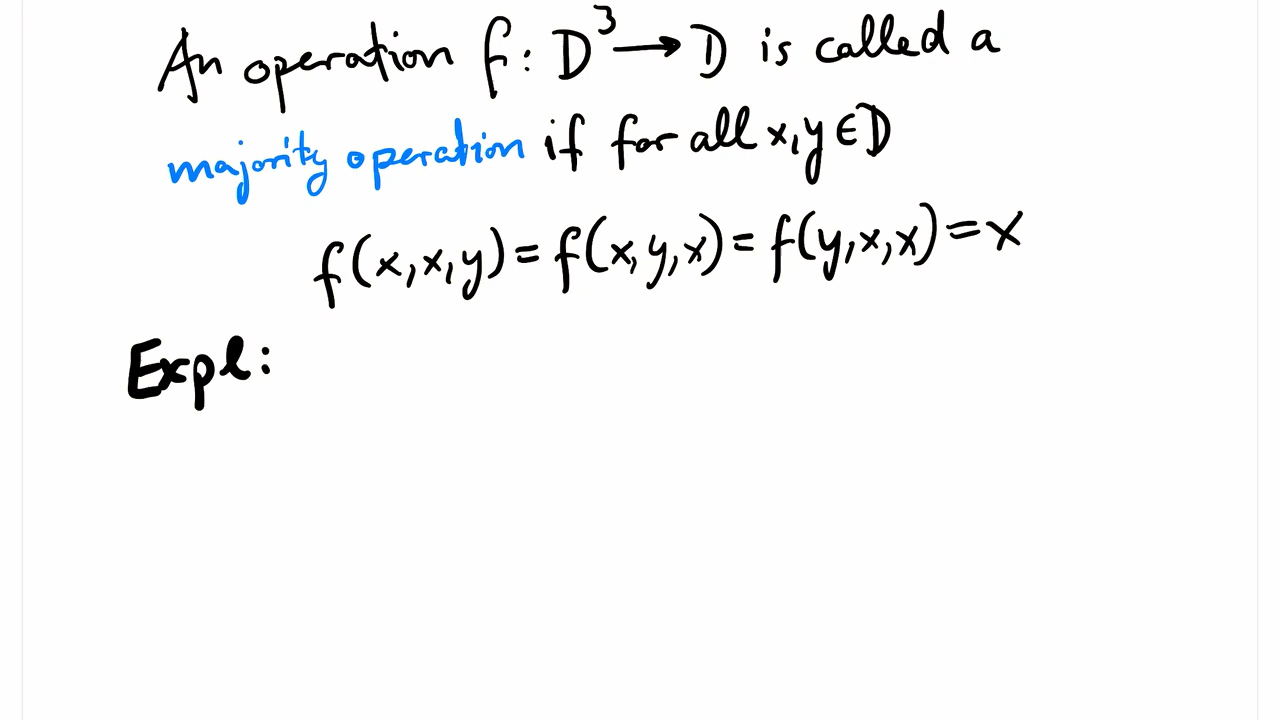 An operation f: D³ → D is called a
majority operation if for all x,y ∈ D
f(x,x,y) = f(x,y,x) = f(y,x,x) = x
Expl: